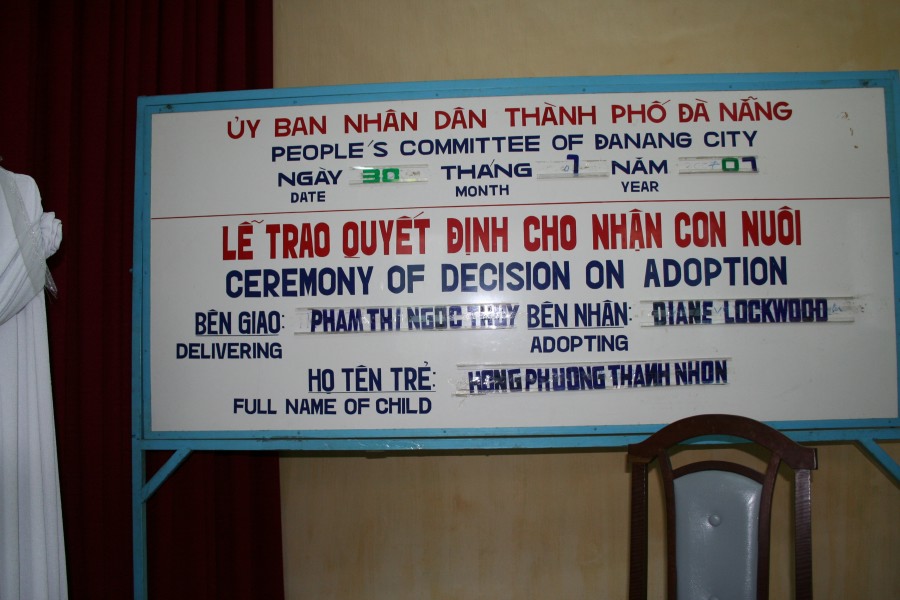 ỦY BAN NHÂN DÂN THÀNH PHỐ ĐÀ NẴNG
PEOPLE'S COMMITTEE OF ĐANANG CITY
NGÀY 30 THÁNG 7 NĂM 07
DATE MONTH YEAR
LỄ TRAO QUYẾT ĐỊNH CHO NHẬN CON NUÔI
CEREMONY OF DECISION ON ADOPTION
BÊN GIAO: PHAM THI NGOC THUY BÊN NHÂN: DIANE LOCKWOOD
DELIVERING ADOPTING
HỌ TÊN TRẺ: HONG PHUONG THANH NHON
FULL NAME OF CHILD